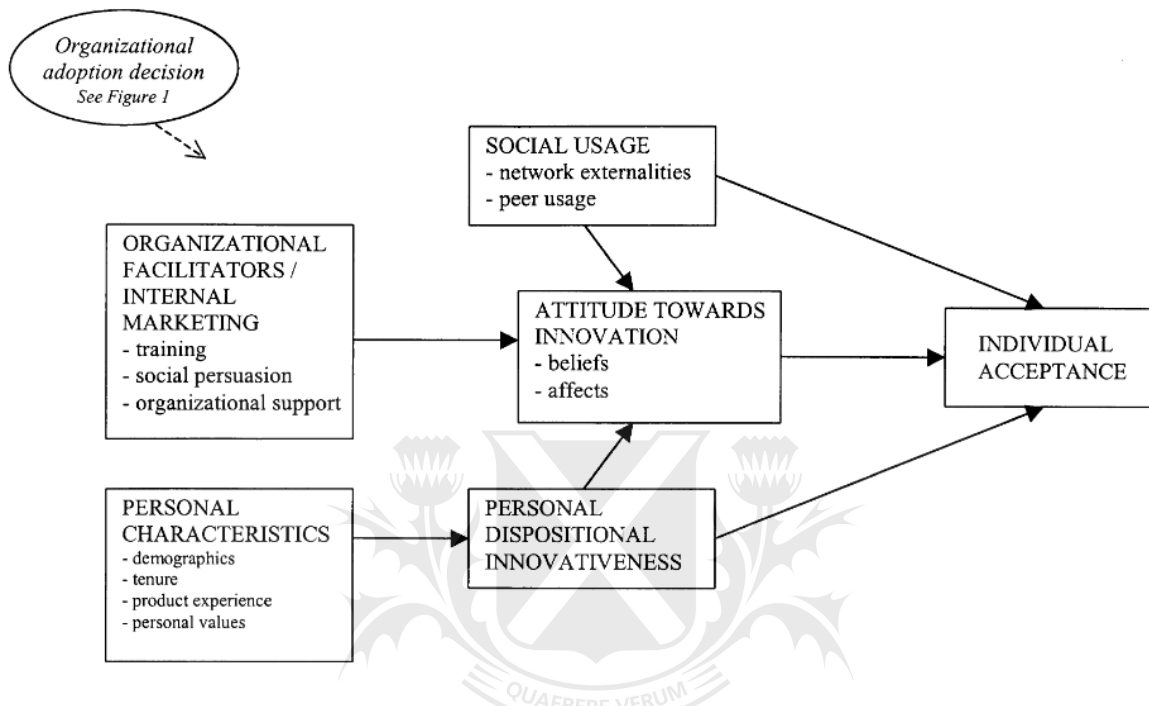 Organizational
adoption decision
See Figure 1
SOCIAL USAGE
- network externalities
- peer usage
ORGANIZATIONAL
FACILITATORS /
INTERNAL
MARKETING
- training
- social persuasion
- organizational support
ATTITUDE TOWARDS
INNOVATION
- beliefs
- affects
INDIVIDUAL
ACCEPTANCE
PERSONAL
CHARACTERISTICS
- demographics
- tenure
- product experience
- personal values
PERSONAL
DISPOSITIONAL
INNOVATIVENESS
QUAERERE VERUM